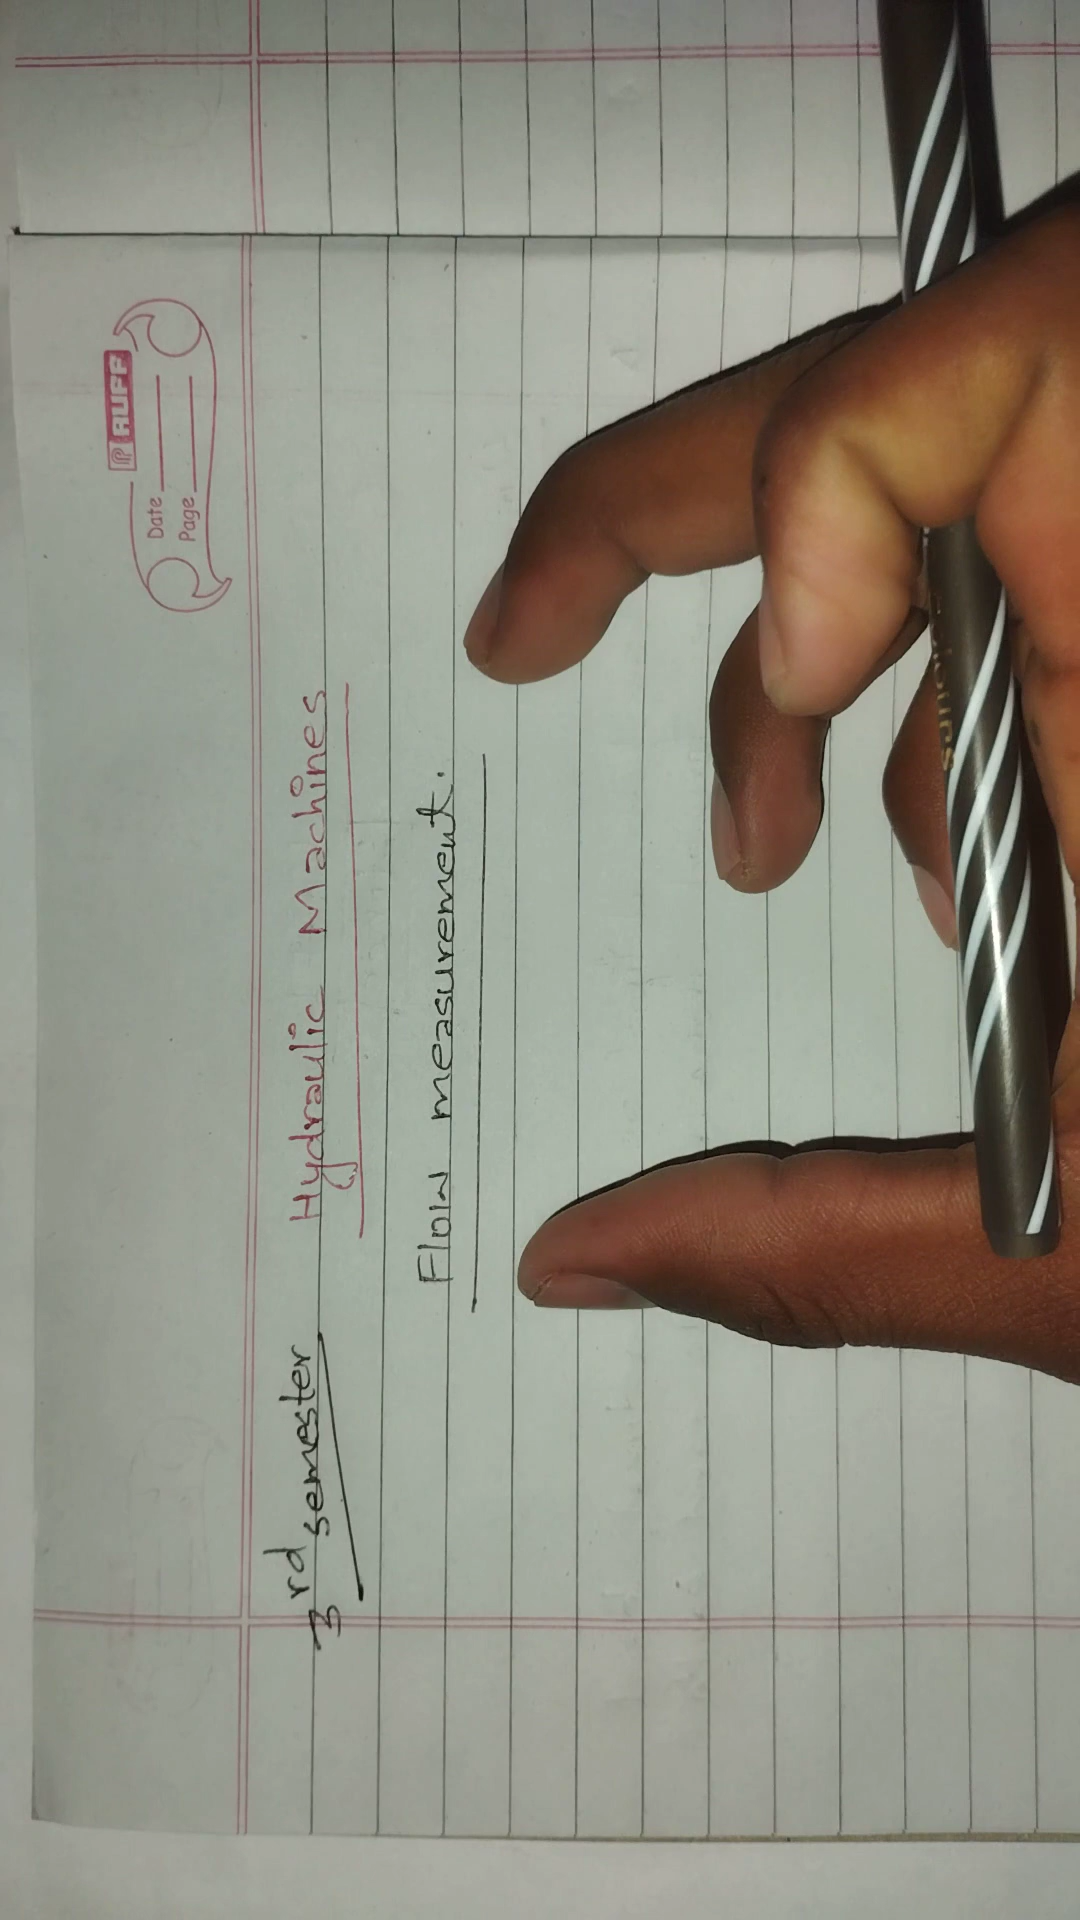 RUFF
Date
Page
3rd semester Hydraulic Machines
Flow measurement.